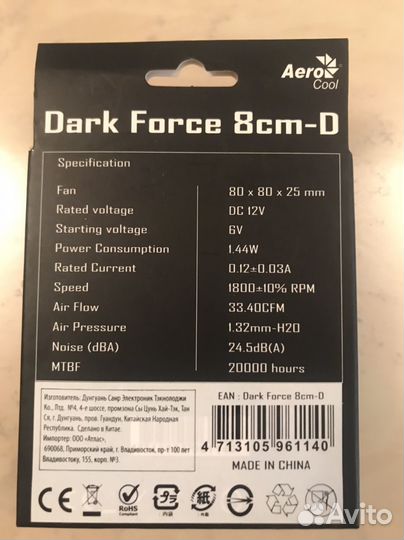 Aero
Cool
Dark Force 8cm-D
Specification
Fan 80 x 80 x 25 mm
Rated voltage DC 12V
Starting voltage 6V
Power Consumption 1.44W
Rated Current 0.12±0.03A
Speed 1800±10% RPM
Air Flow 33.40CFM
Air Pressure 1.32mm-H2O
Noise (dBA) 24.5dB(A)
MTBF 20000 hours
Изготовитель: Дунгуань Саир Электроник Тэкнолоджи
Ко., Лтд. №4, 4-е шоссе, промзона Сы Цунь Хай-Тэк, Тан
Ся, г. Дунгуань, пров. Гуандун, Китайская Народная
Республика. Сделано в Китае.
Импортер: ООО «Атлас»,
690068, Приморский край, г. Владивосток, пр-т 100 лет
Владивостоку, 155, корп. №3.
EAN : Dark Force 8cm-D
4 713105 961140
MADE IN CHINA
CE
RoHS
Compliant
プラ
紙
Avito